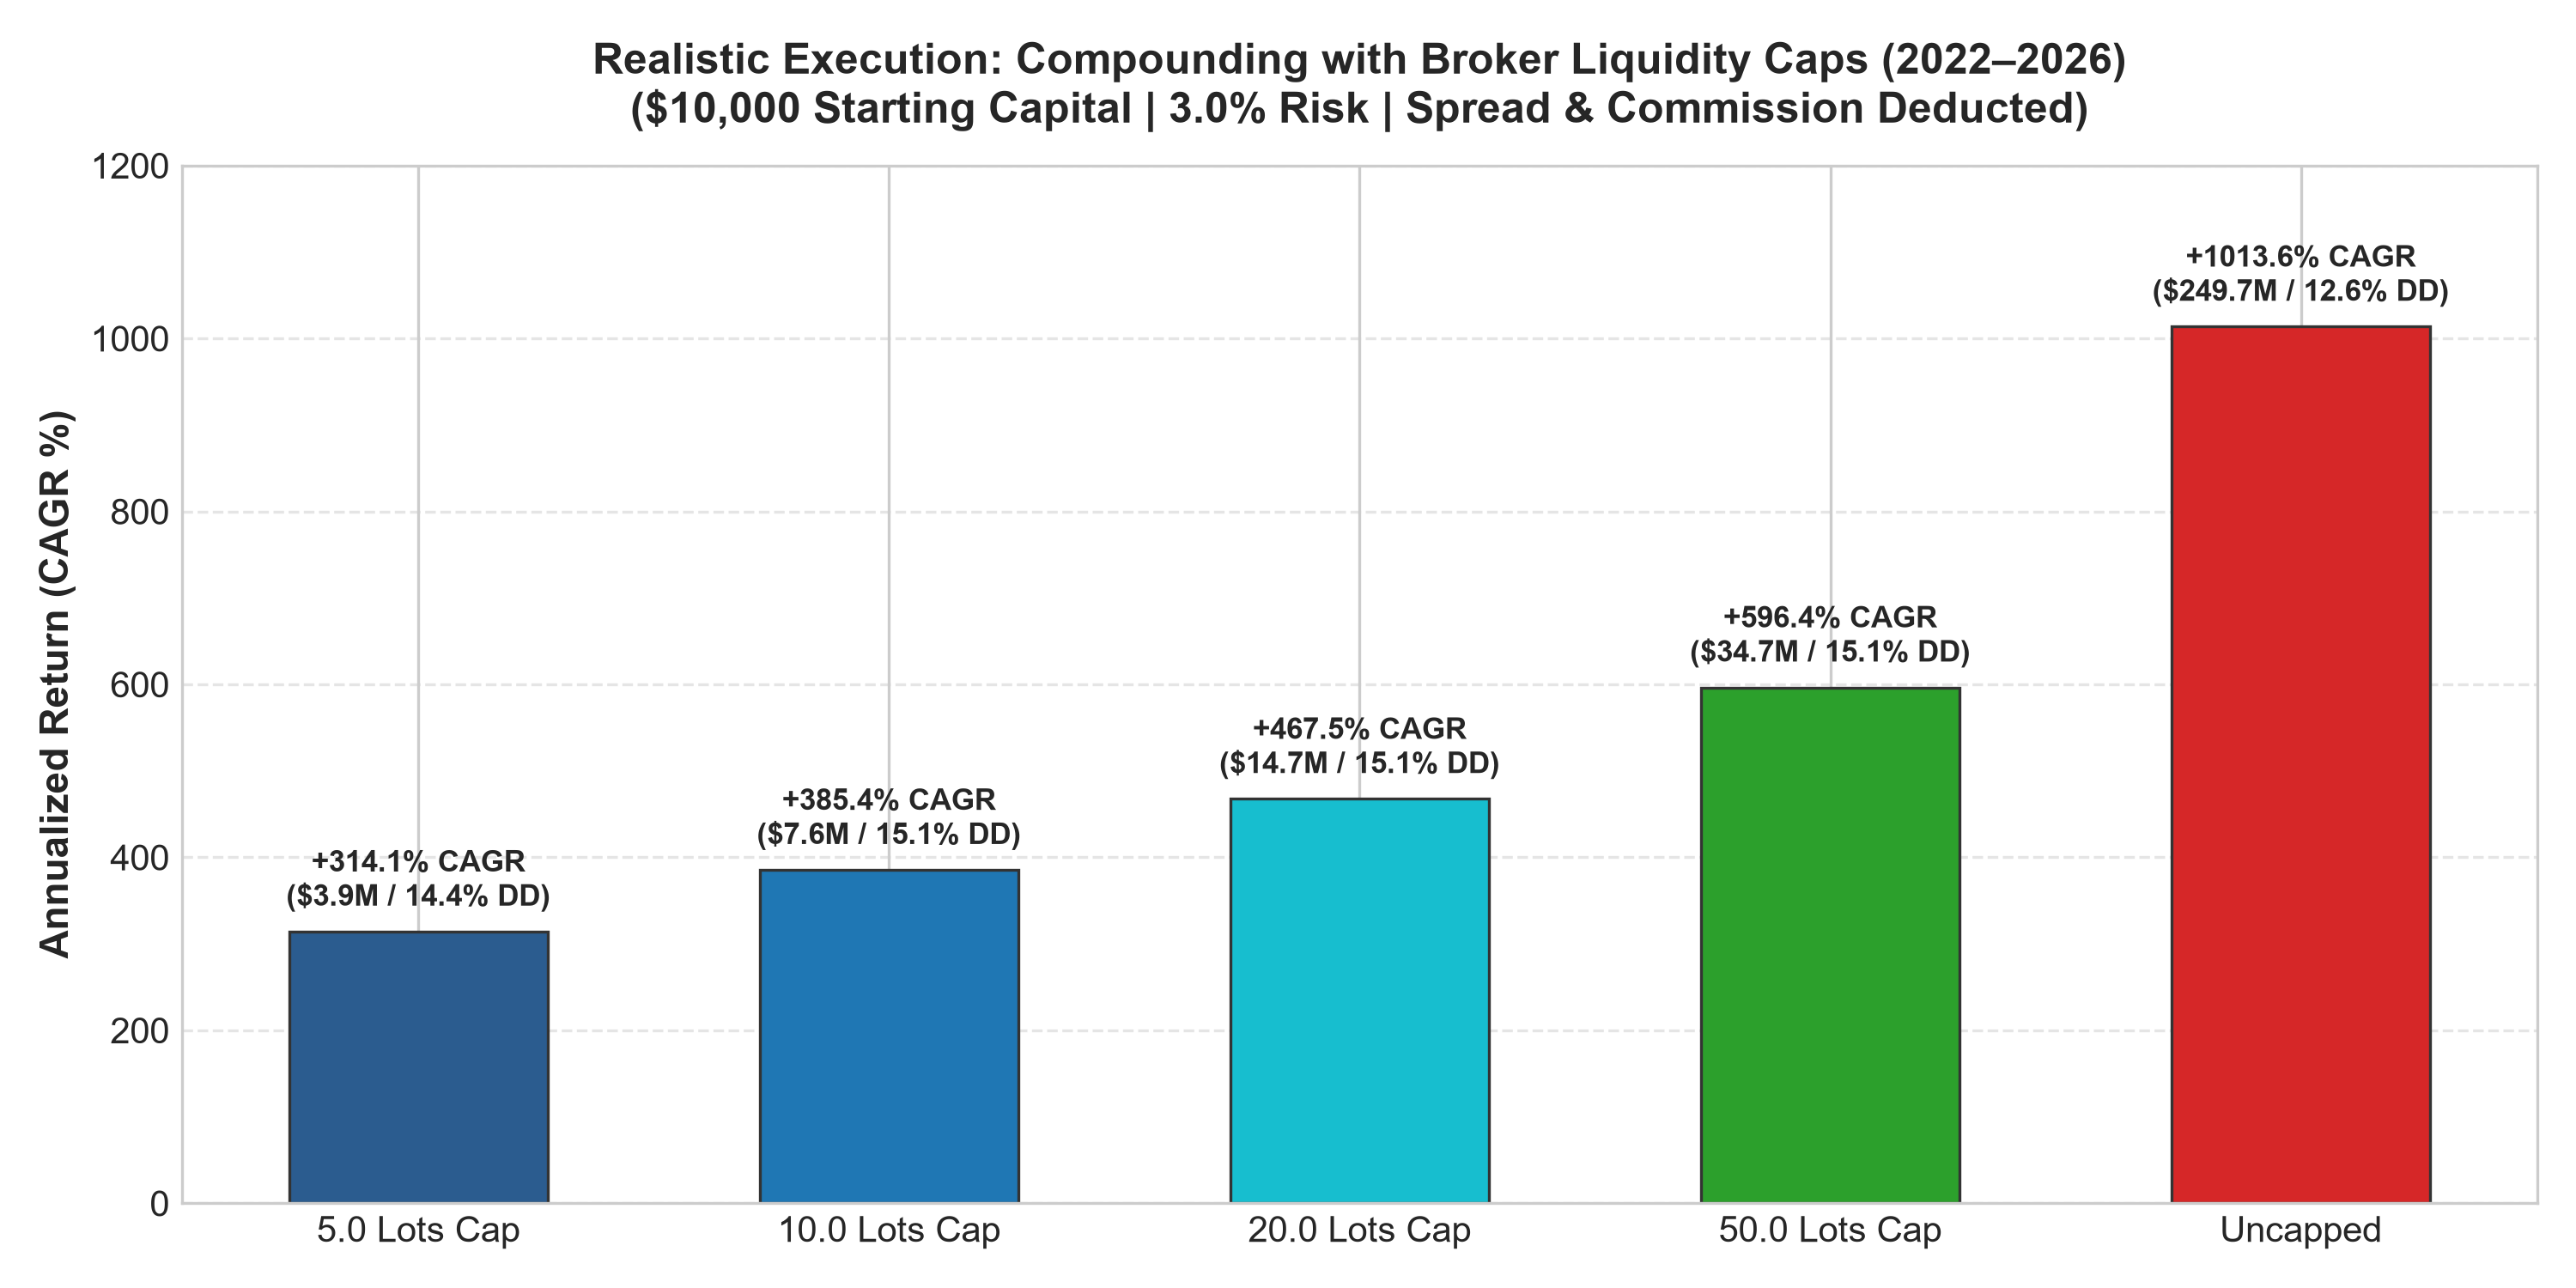 Realistic Execution: Compounding with Broker Liquidity Caps (2022–2026)
($10,000 Starting Capital | 3.0% Risk | Spread & Commission Deducted)
Annualized Return (CAGR %)
1200
1000
800
600
400
200
0
+314.1% CAGR
($3.9M / 14.4% DD)
+385.4% CAGR
($7.6M / 15.1% DD)
+467.5% CAGR
($14.7M / 15.1% DD)
+596.4% CAGR
($34.7M / 15.1% DD)
+1013.6% CAGR
($249.7M / 12.6% DD)
5.0 Lots Cap
10.0 Lots Cap
20.0 Lots Cap
50.0 Lots Cap
Uncapped